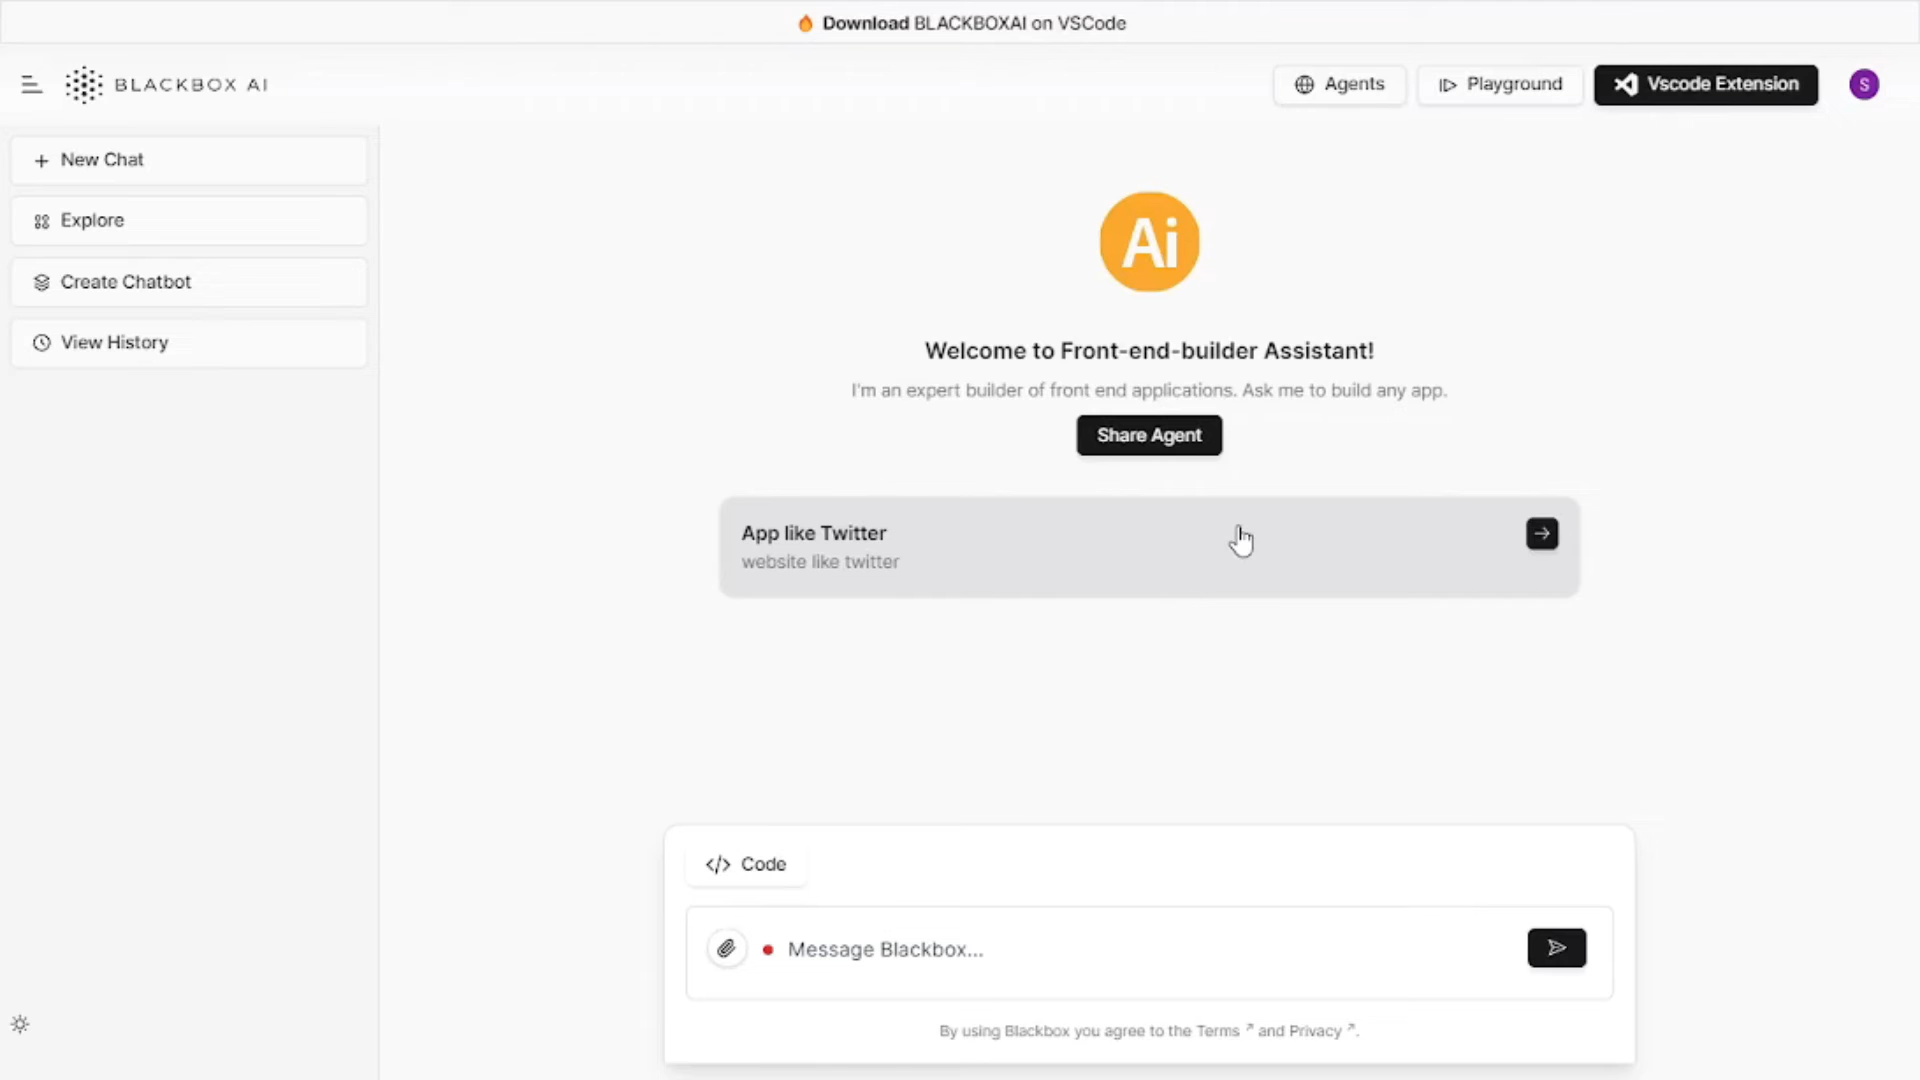 Download BLACKBOXAI on VSCode
BLACKBOX AI
Agents
Playground
Vscode Extension
S
New Chat
Explore
Create Chatbot
View History
Ai
Welcome to Front-end-builder Assistant!
I'm an expert builder of front end applications. Ask me to build any app.
Share Agent
App like Twitter
website like twitter
</> Code
Message Blackbox...
By using Blackbox you agree to the Terms ↗ and Privacy ↗.